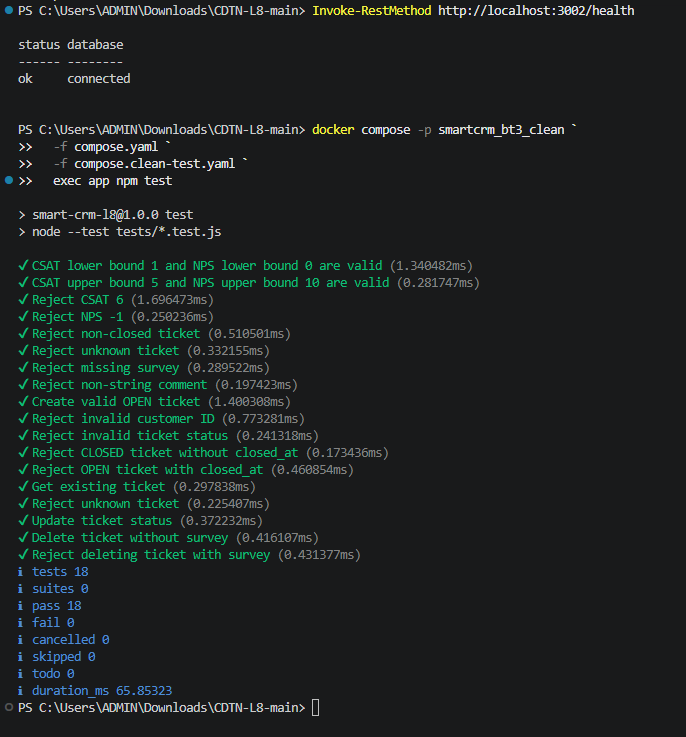 PS C:\Users\ADMIN\Downloads\CDTN-L8-main> Invoke-RestMethod http://localhost:3002/health
status database
------ --------
ok     connected
PS C:\Users\ADMIN\Downloads\CDTN-L8-main> docker compose -p smartcrm_bt3_clean `
>>   -f compose.yaml `
>>   -f compose.clean-test.yaml `
>>   exec app npm test
> smart-crm-l8@1.0.0 test
> node --test tests/*.test.js
✓ CSAT lower bound 1 and NPS lower bound 0 are valid (1.340482ms)
✓ CSAT upper bound 5 and NPS upper bound 10 are valid (0.281747ms)
✓ Reject CSAT 6 (1.696473ms)
✓ Reject NPS -1 (0.250236ms)
✓ Reject non-closed ticket (0.510501ms)
✓ Reject unknown ticket (0.332155ms)
✓ Reject missing survey (0.289522ms)
✓ Reject non-string comment (0.197423ms)
✓ Create valid OPEN ticket (1.400308ms)
✓ Reject invalid customer ID (0.773281ms)
✓ Reject invalid ticket status (0.241318ms)
✓ Reject CLOSED ticket without closed_at (0.173436ms)
✓ Reject OPEN ticket with closed_at (0.460854ms)
✓ Get existing ticket (0.297838ms)
✓ Reject unknown ticket (0.225407ms)
✓ Update ticket status (0.372232ms)
✓ Delete ticket without survey (0.416107ms)
✓ Reject deleting ticket with survey (0.431377ms)
ℹ tests 18
ℹ suites 0
ℹ pass 18
ℹ fail 0
ℹ cancelled 0
ℹ skipped 0
ℹ todo 0
ℹ duration_ms 65.85323
PS C:\Users\ADMIN\Downloads\CDTN-L8-main>